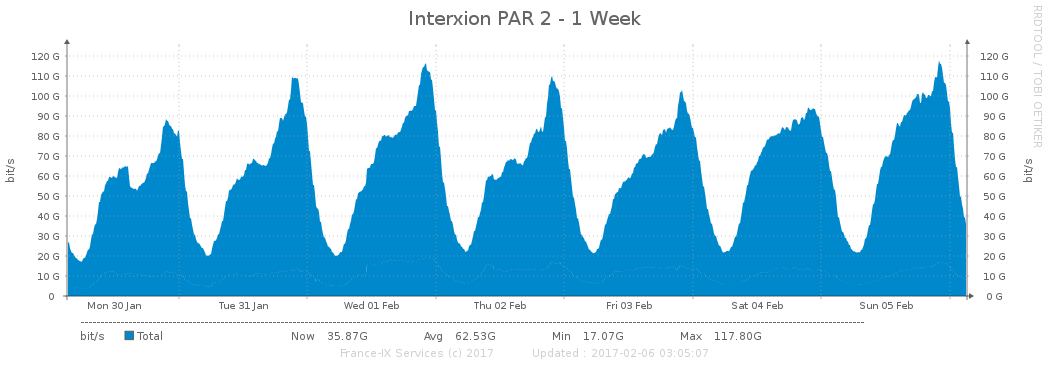 Interxion PAR 2 - 1 Week
RRDTOOL / TOBI OETIKER
bit/s
120 G 120 G
110 G 110 G
100 G 100 G
90 G 90 G
80 G 80 G
70 G 70 G
60 G 60 G
50 G 50 G
40 G 40 G
30 G 30 G
20 G 20 G
10 G 10 G
0 0 G
bit/s
Mon 30 Jan Tue 31 Jan Wed 01 Feb Thu 02 Feb Fri 03 Feb Sat 04 Feb Sun 05 Feb
bit/s Total Now 35.87G Avg 62.53G Min 17.07G Max 117.80G
France-IX Services (c) 2017 Updated : 2017-02-06 03:05:07